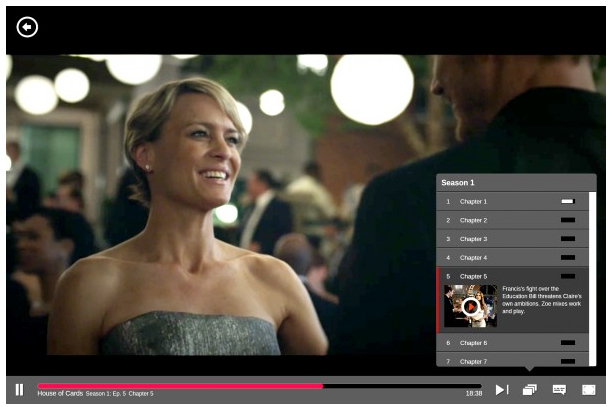 Season 1
1 Chapter 1
2 Chapter 2
3 Chapter 3
4 Chapter 4
5 Chapter 5
Francis's fight over the
Education Bill threatens Claire's
own ambitions. Zoe mixes work
and play.
6 Chapter 6
7 Chapter 7
House of Cards Season 1: Ep. 5 Chapter 5 18:38